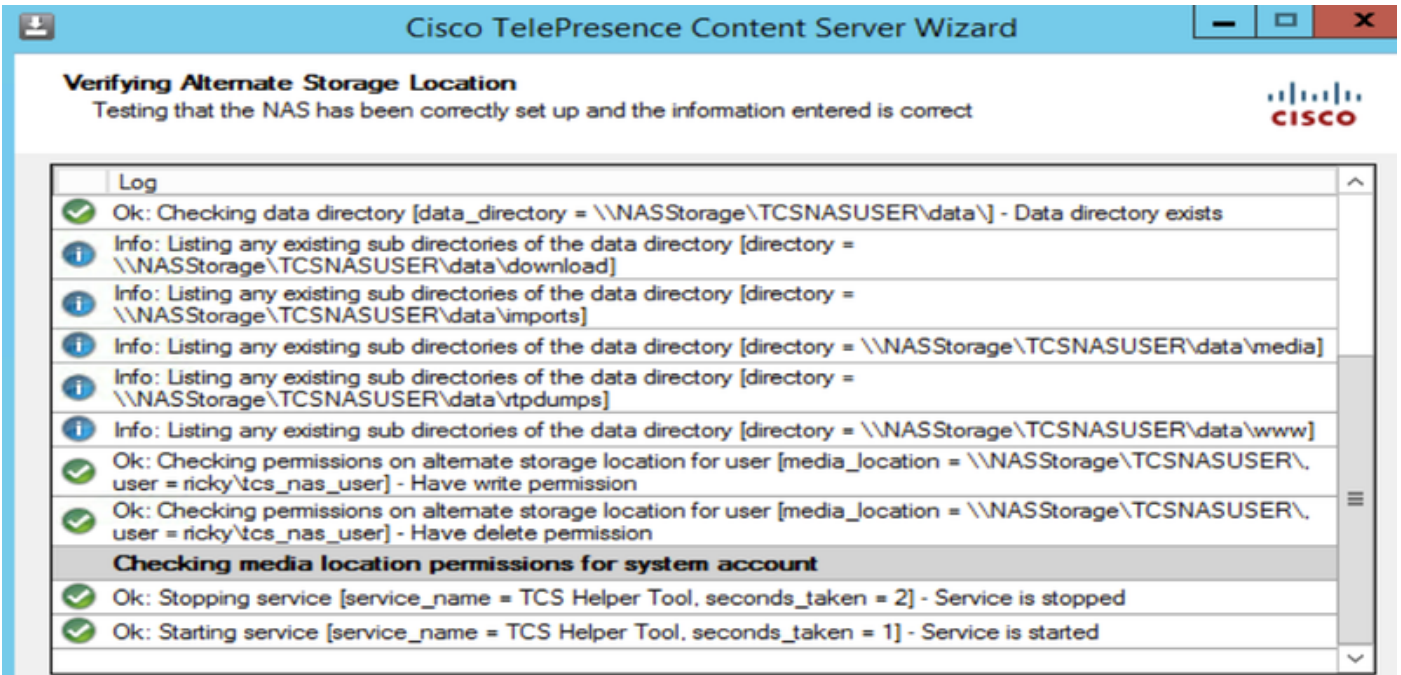 Cisco TelePresence Content Server Wizard
Verifying Alternate Storage Location
Testing that the NAS has been correctly set up and the information entered is correct
CISCO
Log
Ok: Checking data directory [data_directory = \\NASStorage\TCSNASUSER\data\] - Data directory exists
Info: Listing any existing sub directories of the data directory [directory =
\\NASStorage\TCSNASUSER\data\download]
Info: Listing any existing sub directories of the data directory [directory =
\\NASStorage\TCSNASUSER\data\imports]
Info: Listing any existing sub directories of the data directory [directory = \\NASStorage\TCSNASUSER\data\media]
Info: Listing any existing sub directories of the data directory [directory =
\\NASStorage\TCSNASUSER\data\rtpdumps]
Info: Listing any existing sub directories of the data directory [directory = \\NASStorage\TCSNASUSER\data\www]
Ok: Checking permissions on alternate storage location for user [media_location = \\NASStorage\TCSNASUSER\,
user = ricky\tcs_nas_user] - Have write permission
Ok: Checking permissions on alternate storage location for user [media_location = \\NASStorage\TCSNASUSER\,
user = ricky\tcs_nas_user] - Have delete permission
Checking media location permissions for system account
Ok: Stopping service [service_name = TCS Helper Tool, seconds_taken = 2] - Service is stopped
Ok: Starting service [service_name = TCS Helper Tool, seconds_taken = 1] - Service is started